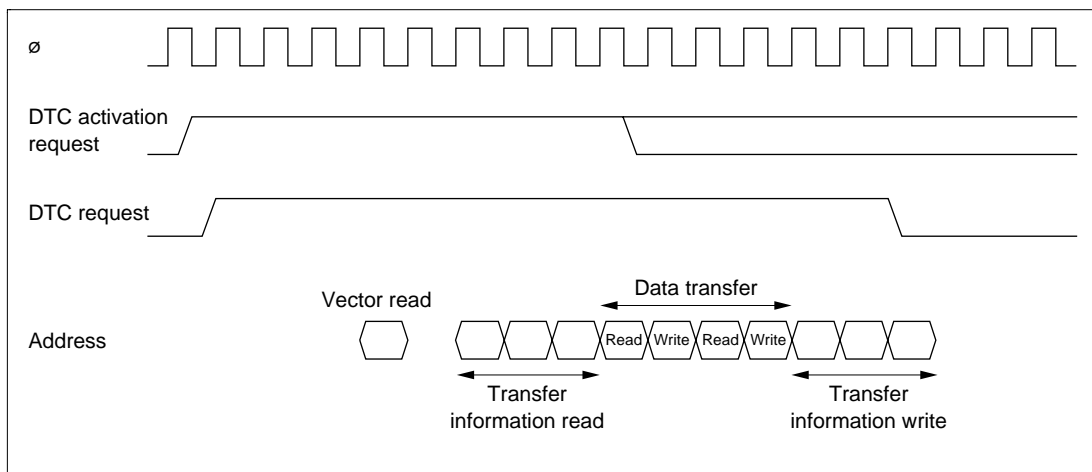 ø
DTC activation
request
DTC request
Data transfer
Vector read
Address
Read Write Read Write
Transfer
information read
Transfer
information write